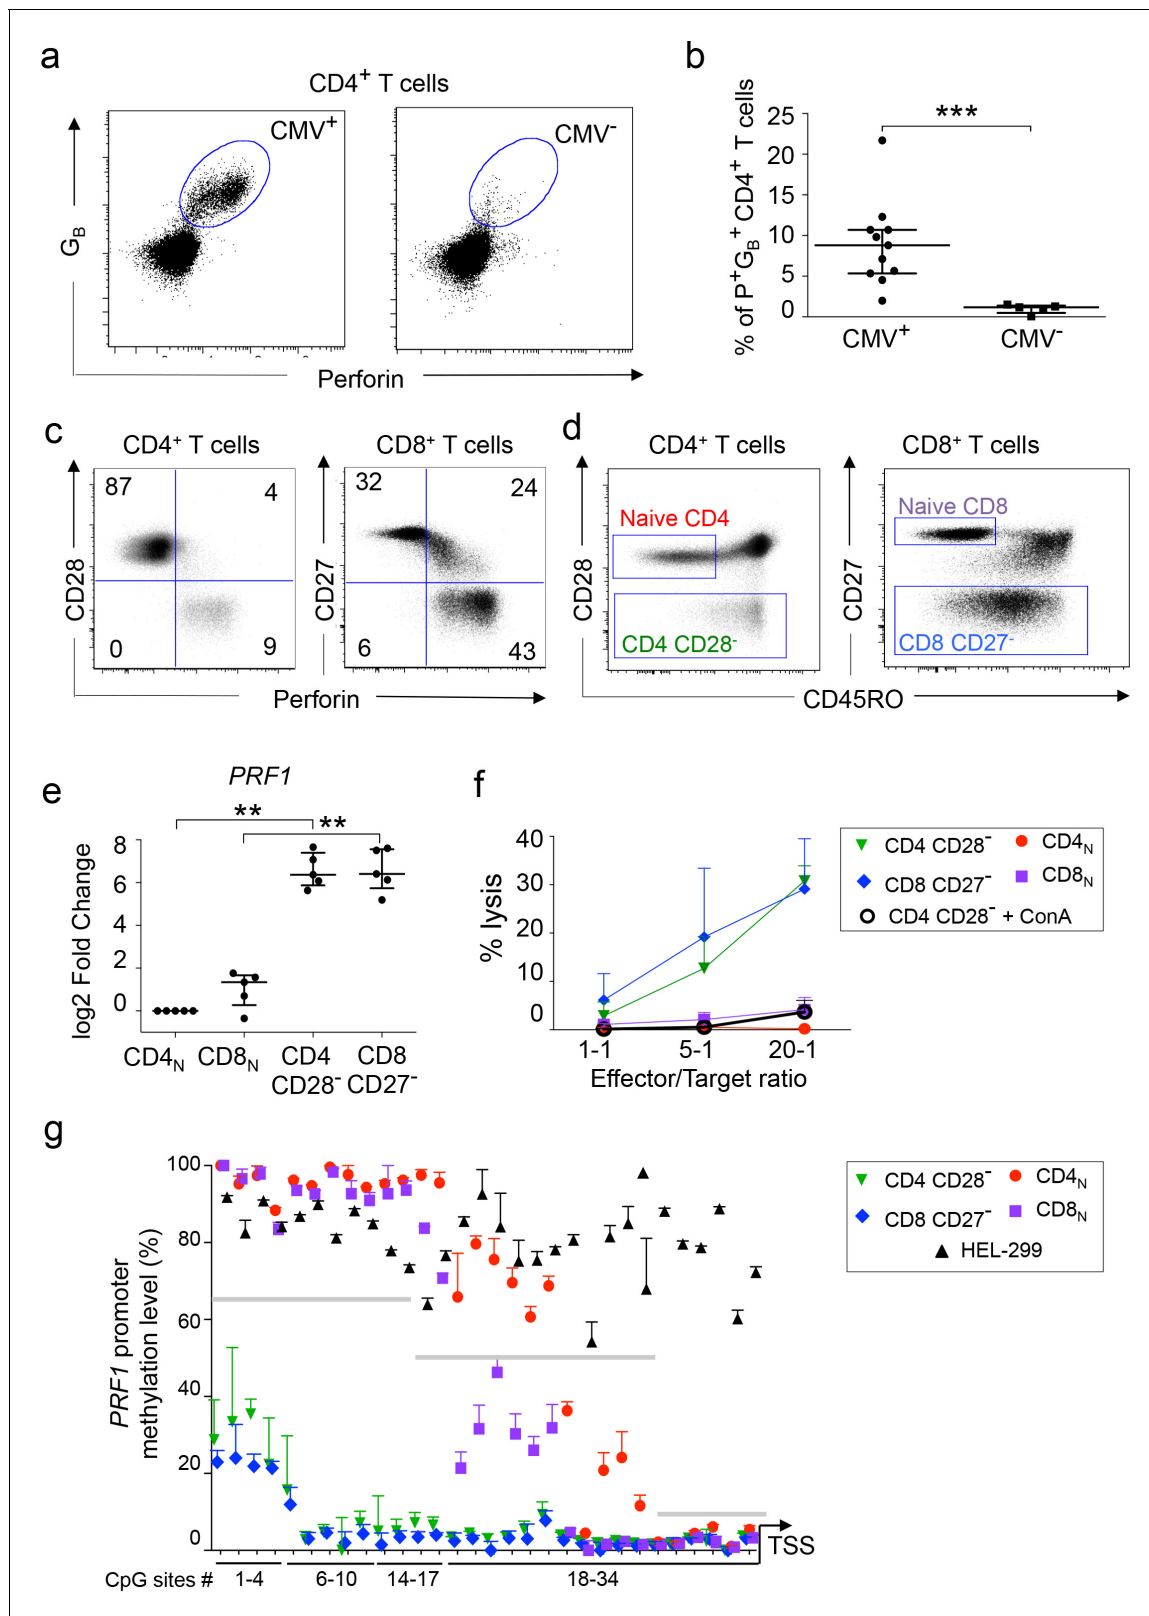 a
CD4+ T cells
CMV+
CMV-
GB
Perforin
b
***
% of P+GB+ CD4+ T cells
25
20
15
10
5
0
CMV+
CMV-
c
CD4+ T cells
CD8+ T cells
87
4
0
9
CD28
32
24
6
43
CD27
Perforin
d
CD4+ T cells
CD8+ T cells
Naive CD4
CD4 CD28-
CD28
Naive CD8
CD8 CD27-
CD27
CD45RO
e
PRF1
**
**
log2 Fold Change
8
6
4
2
0
CD4N
CD8N
CD4 CD28-
CD8 CD27-
f
% lysis
40
30
20
10
0
1-1
5-1
20-1
Effector/Target ratio
CD4 CD28-
CD4N
CD8 CD27-
CD8N
CD4 CD28- + ConA
g
PRF1 promoter
methylation level (%)
100
80
60
40
20
0
TSS
CpG sites #
1-4
6-10
14-17
18-34
CD4 CD28-
CD4N
CD8 CD27-
CD8N
HEL-299